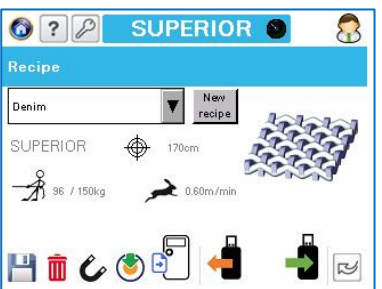 ?
SUPERIOR
Recipe
Denim
New
recipe
SUPERIOR
170cm
96 / 150kg
0.60m/min